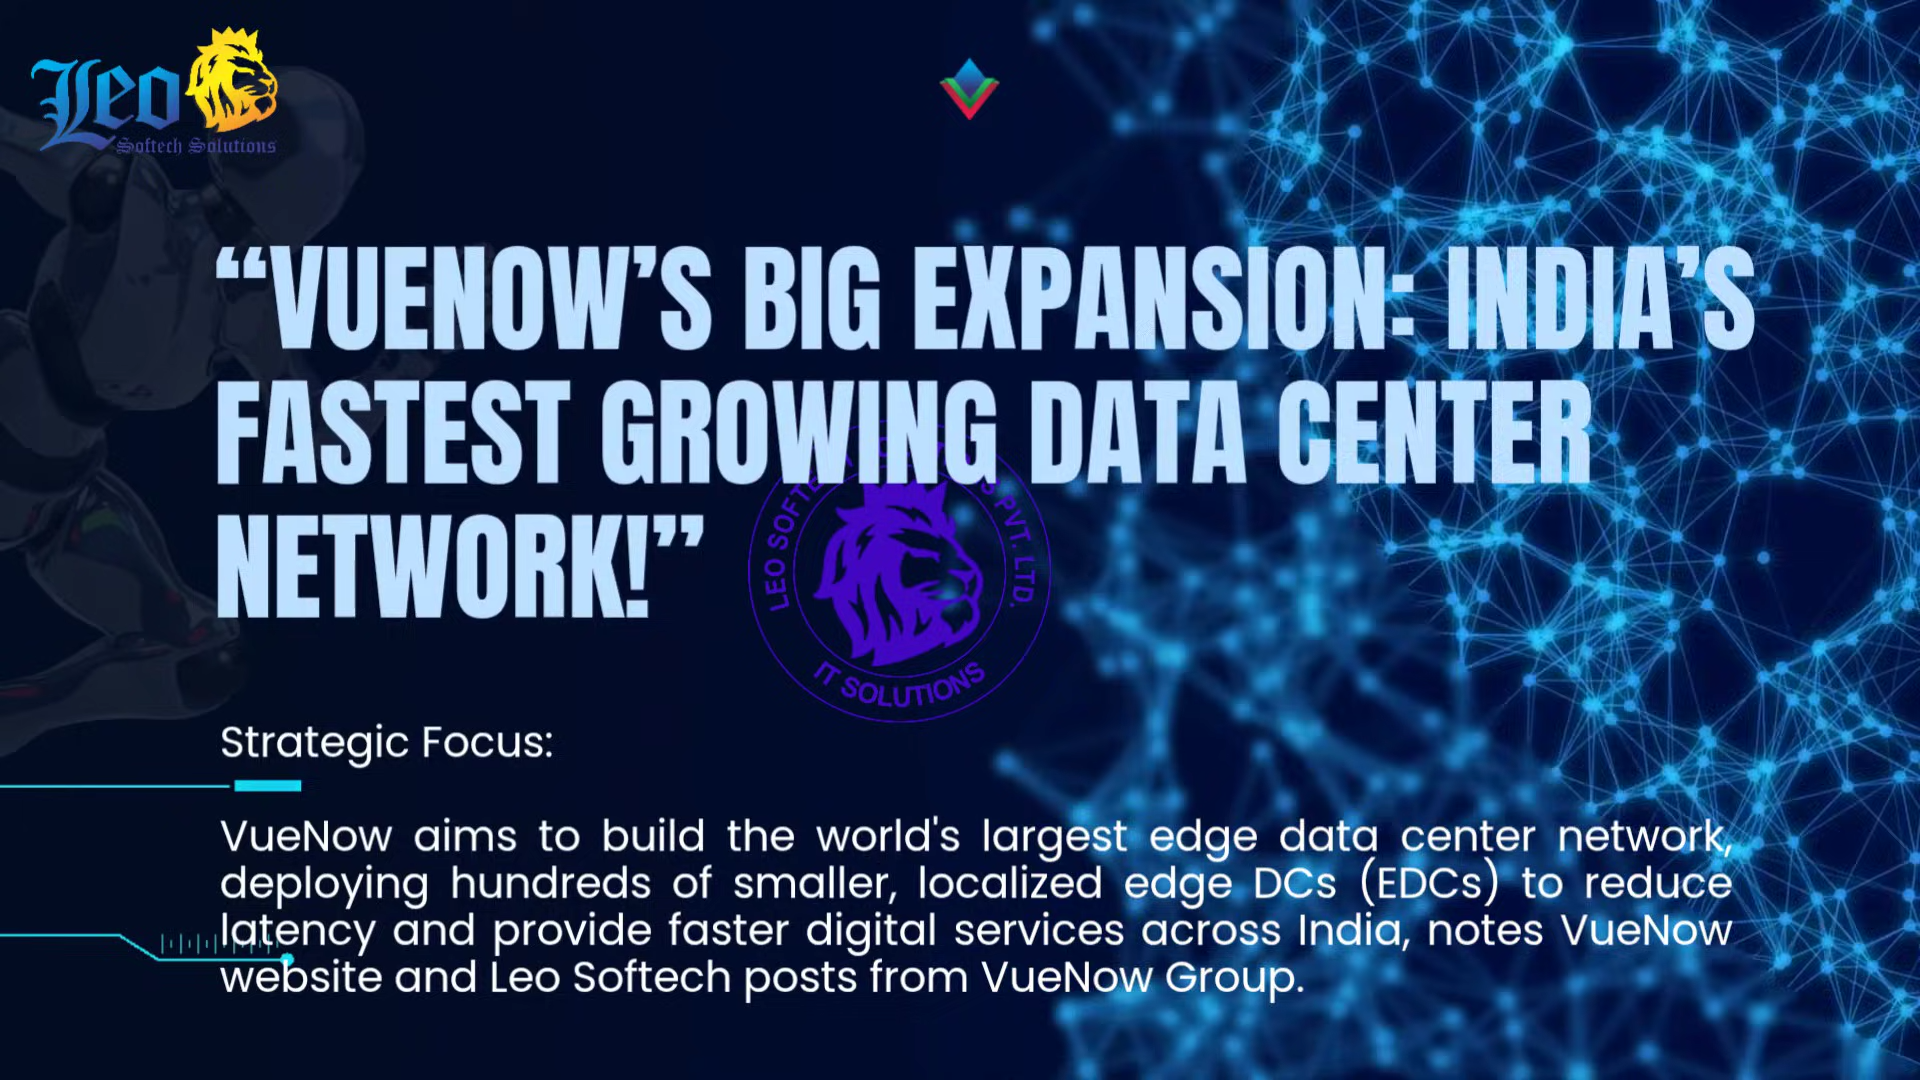 Leo
Softech Solutions
“VUENOW’S BIG EXPANSION: INDIA’S
FASTEST GROWING DATA CENTER
NETWORK!”
LEO SOFTE PVT. LTD.
IT SOLUTIONS
Strategic Focus:
VueNow aims to build the world's largest edge data center network,
deploying hundreds of smaller, localized edge DCs (EDCs) to reduce
latency and provide faster digital services across India, notes VueNow
website and Leo Softech posts from VueNow Group.